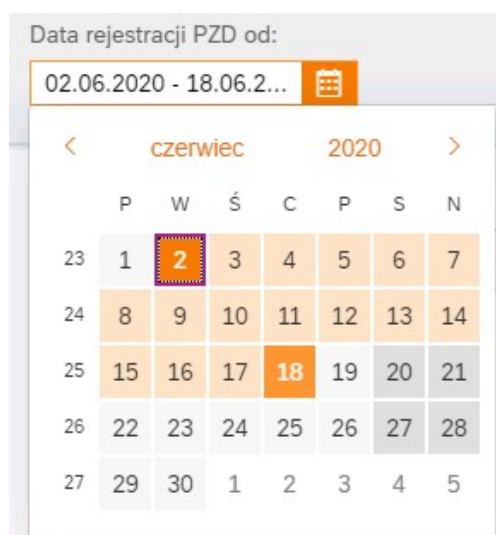 Data rejestracji PZD od:
02.06.2020 - 18.06.2...
< czerwiec 2020 >
P W Ś C P S N
23 1 2 3 4 5 6 7
24 8 9 10 11 12 13 14
25 15 16 17 18 19 20 21
26 22 23 24 25 26 27 28
27 29 30 1 2 3 4 5